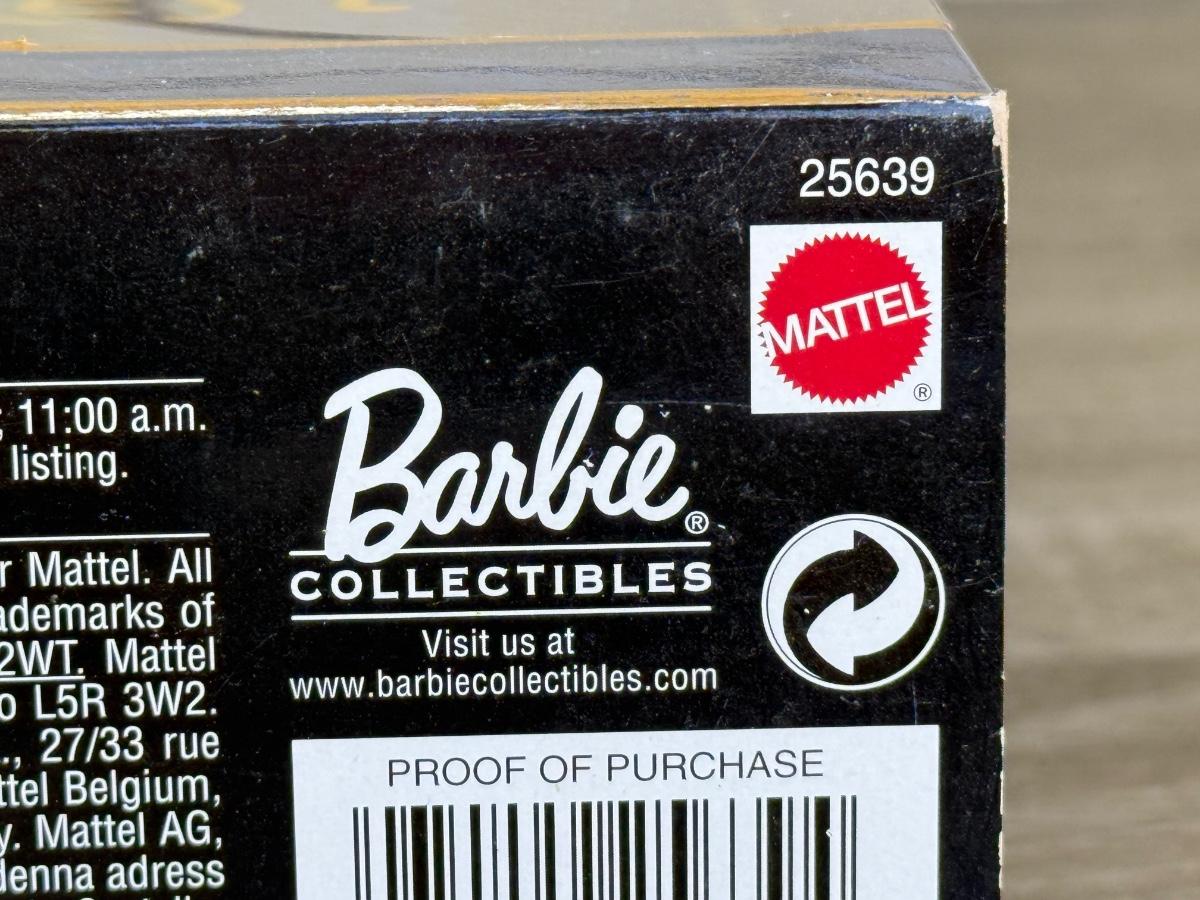 25639
MATTEL
®
; 11:00 a.m.
listing.
Barbie®
COLLECTIBLES
Visit us at
www.barbiecollectibles.com
r Mattel. All
ademarks of
2WT. Mattel
o L5R 3W2.
., 27/33 rue
ttel Belgium,
y. Mattel AG,
denna adress
PROOF OF PURCHASE